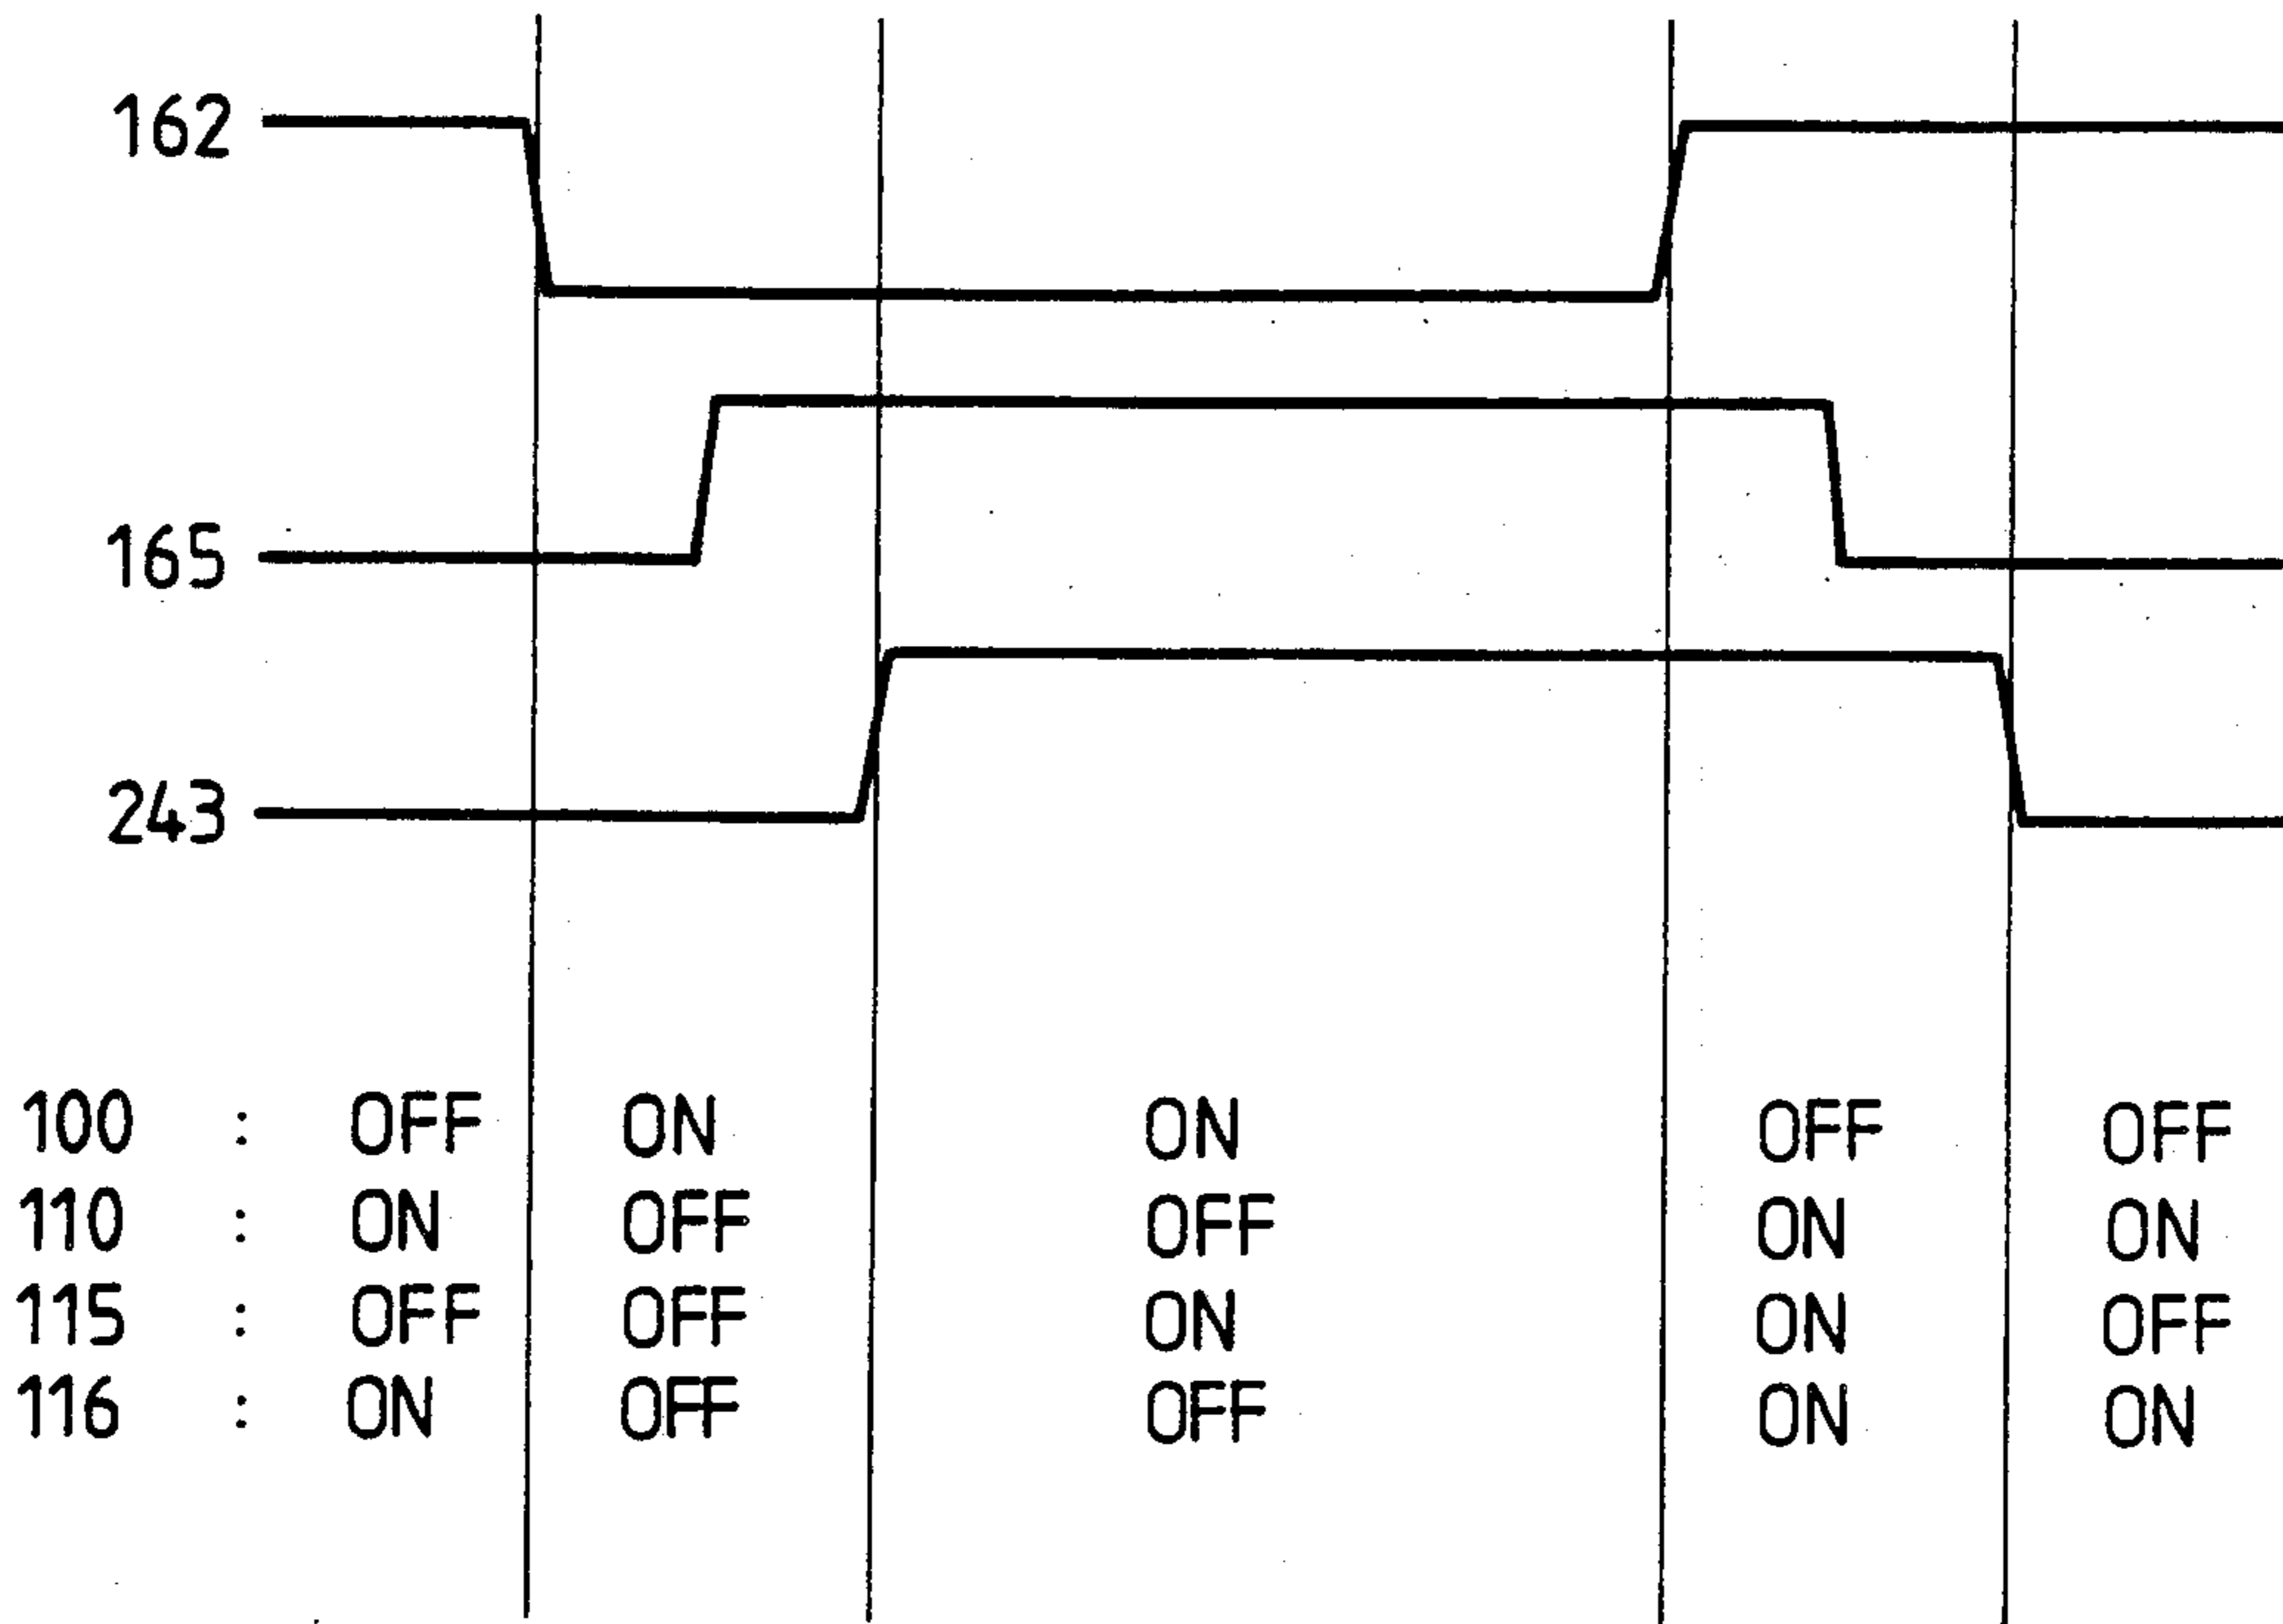 162
165
243
100 : OFF ON ON OFF OFF
110 : ON OFF OFF ON ON
115 : OFF OFF ON ON OFF
116 : ON OFF OFF ON ON